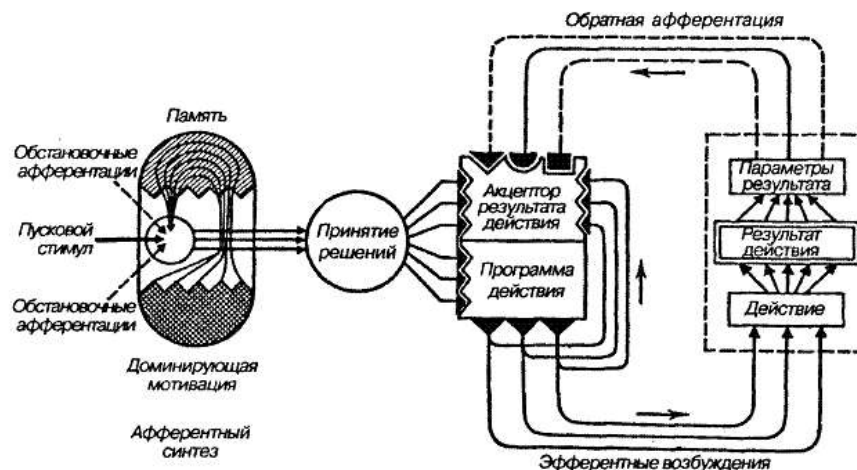 Обратная афферентация
Память
Обстановочные
афферентации
Пусковой
стимул
Обстановочные
афферентации
Доминирующая
мотивация
Афферентный
синтез
Принятие
решений
Акцептор
результата
действия
Программа
действия
Параметры
результата
Результат
действия
Действие
Эфферентные возбуждения